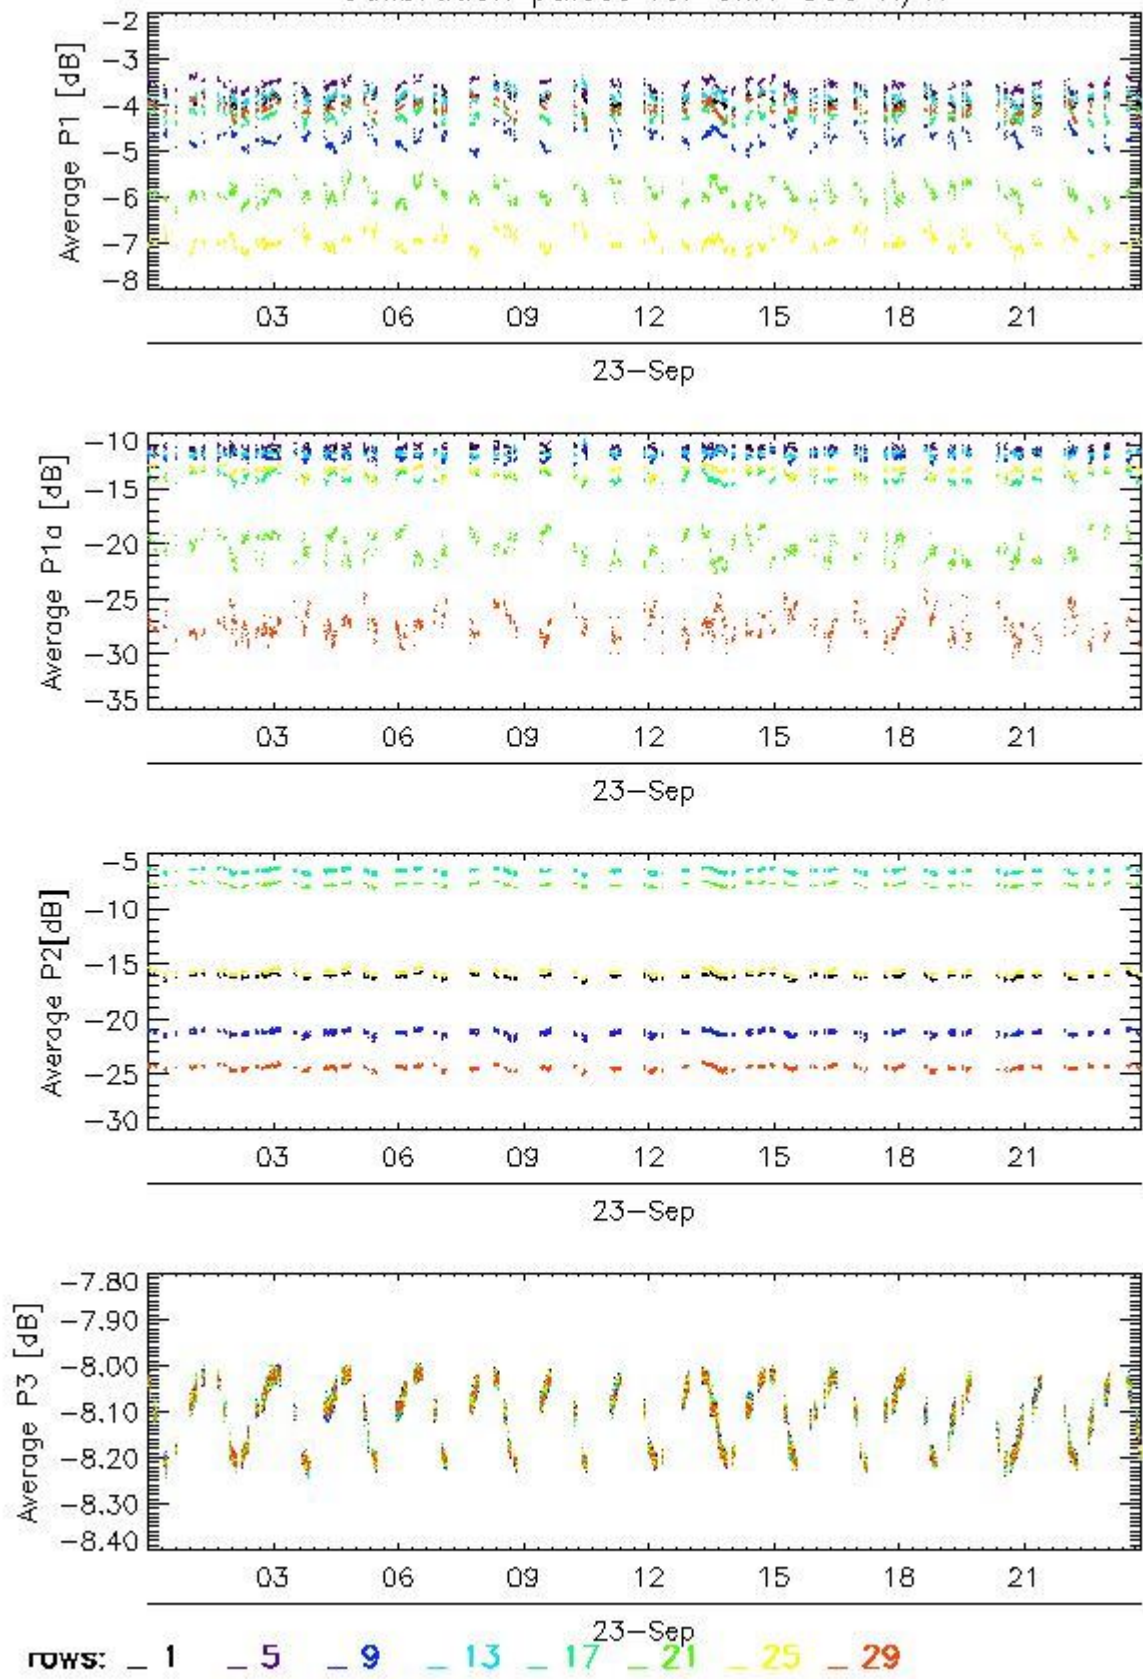 -2
-3
-4
-5
-6
-7
-8
Average P1 [dB]
03 06 09 12 15 18 21
23-Sep
-10
-15
-20
-25
-30
-35
Average P1a [dB]
03 06 09 12 15 18 21
23-Sep
-5
-10
-15
-20
-25
-30
Average P2[dB]
03 06 09 12 15 18 21
23-Sep
-7.80
-7.90
-8.00
-8.10
-8.20
-8.30
-8.40
Average P3 [dB]
03 06 09 12 15 18 21
23-Sep
rows: _ 1 _ 5 _ 9 _ 13 _ 17 _ 21 _ 25 _ 29